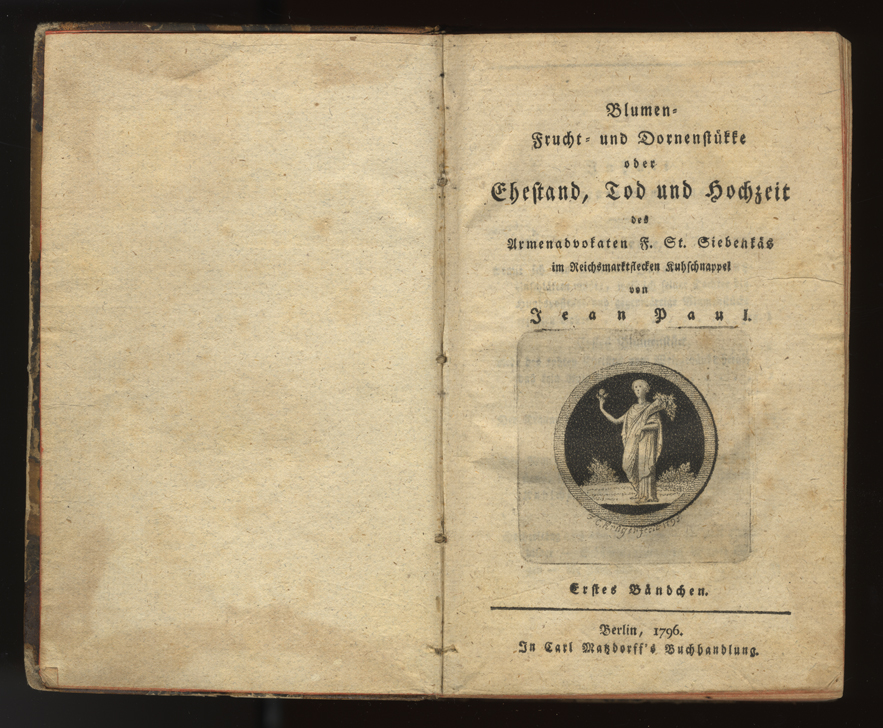 Blumen=
Frucht= und Dornenstükke
oder
Ehestand, Tod und Hochzeit
des
Armenadvokaten F. St. Siebenkäs
im Reichsmarktflecken Kuhschnappel
von
Jean Paul.
Erstes Bändchen.
Berlin, 1796.
In Carl Matzdorff's Buchhandlung.